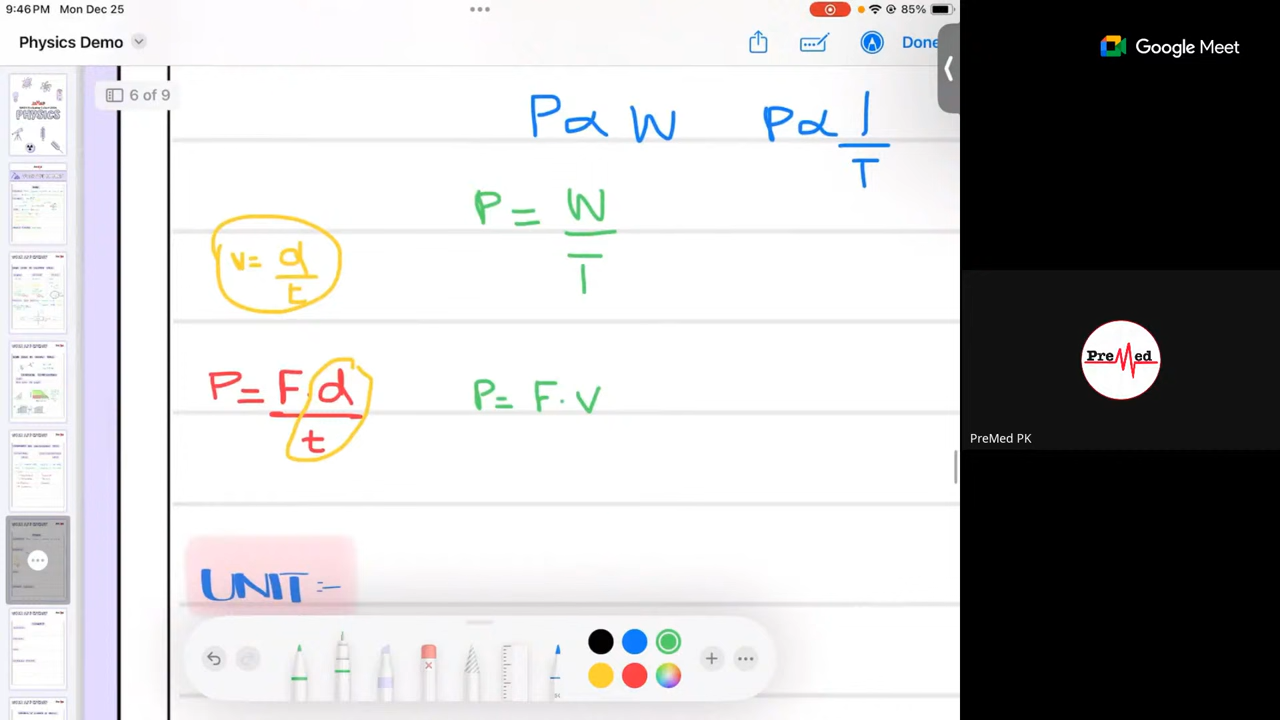 9:46 PM Mon Dec 25
85%
Physics Demo
Done
Google Meet
6 of 9
PHYSICS
P ∝ W    P ∝ 1/T
P = W/T
v = d/t
P = F.d/t
P = F.v
UNIT :-
PreMed
PreMed PK